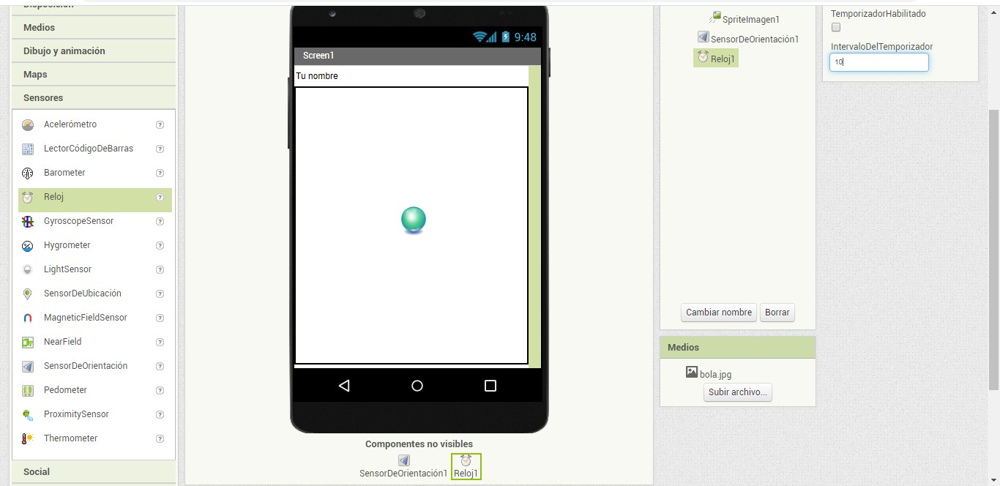 Disposición
Medios
Dibujo y animación
Maps
Sensores
Acelerómetro ?
LectorCódigoDeBarras ?
Barometer ?
Reloj ?
GyroscopeSensor ?
Hygrometer ?
LightSensor ?
SensorDeUbicación ?
MagneticFieldSensor ?
NearField ?
SensorDeOrientación ?
Pedometer ?
ProximitySensor ?
Thermometer ?
Social
9:48
Screen1
Tu nombre
Componentes no visibles
SensorDeOrientación1
Reloj1
SpriteImagen1
SensorDeOrientación1
Reloj1
Cambiar nombre
Borrar
Medios
bola.jpg
Subir archivo...
TemporizadorHabilitado
IntervaloDelTemporizador
10